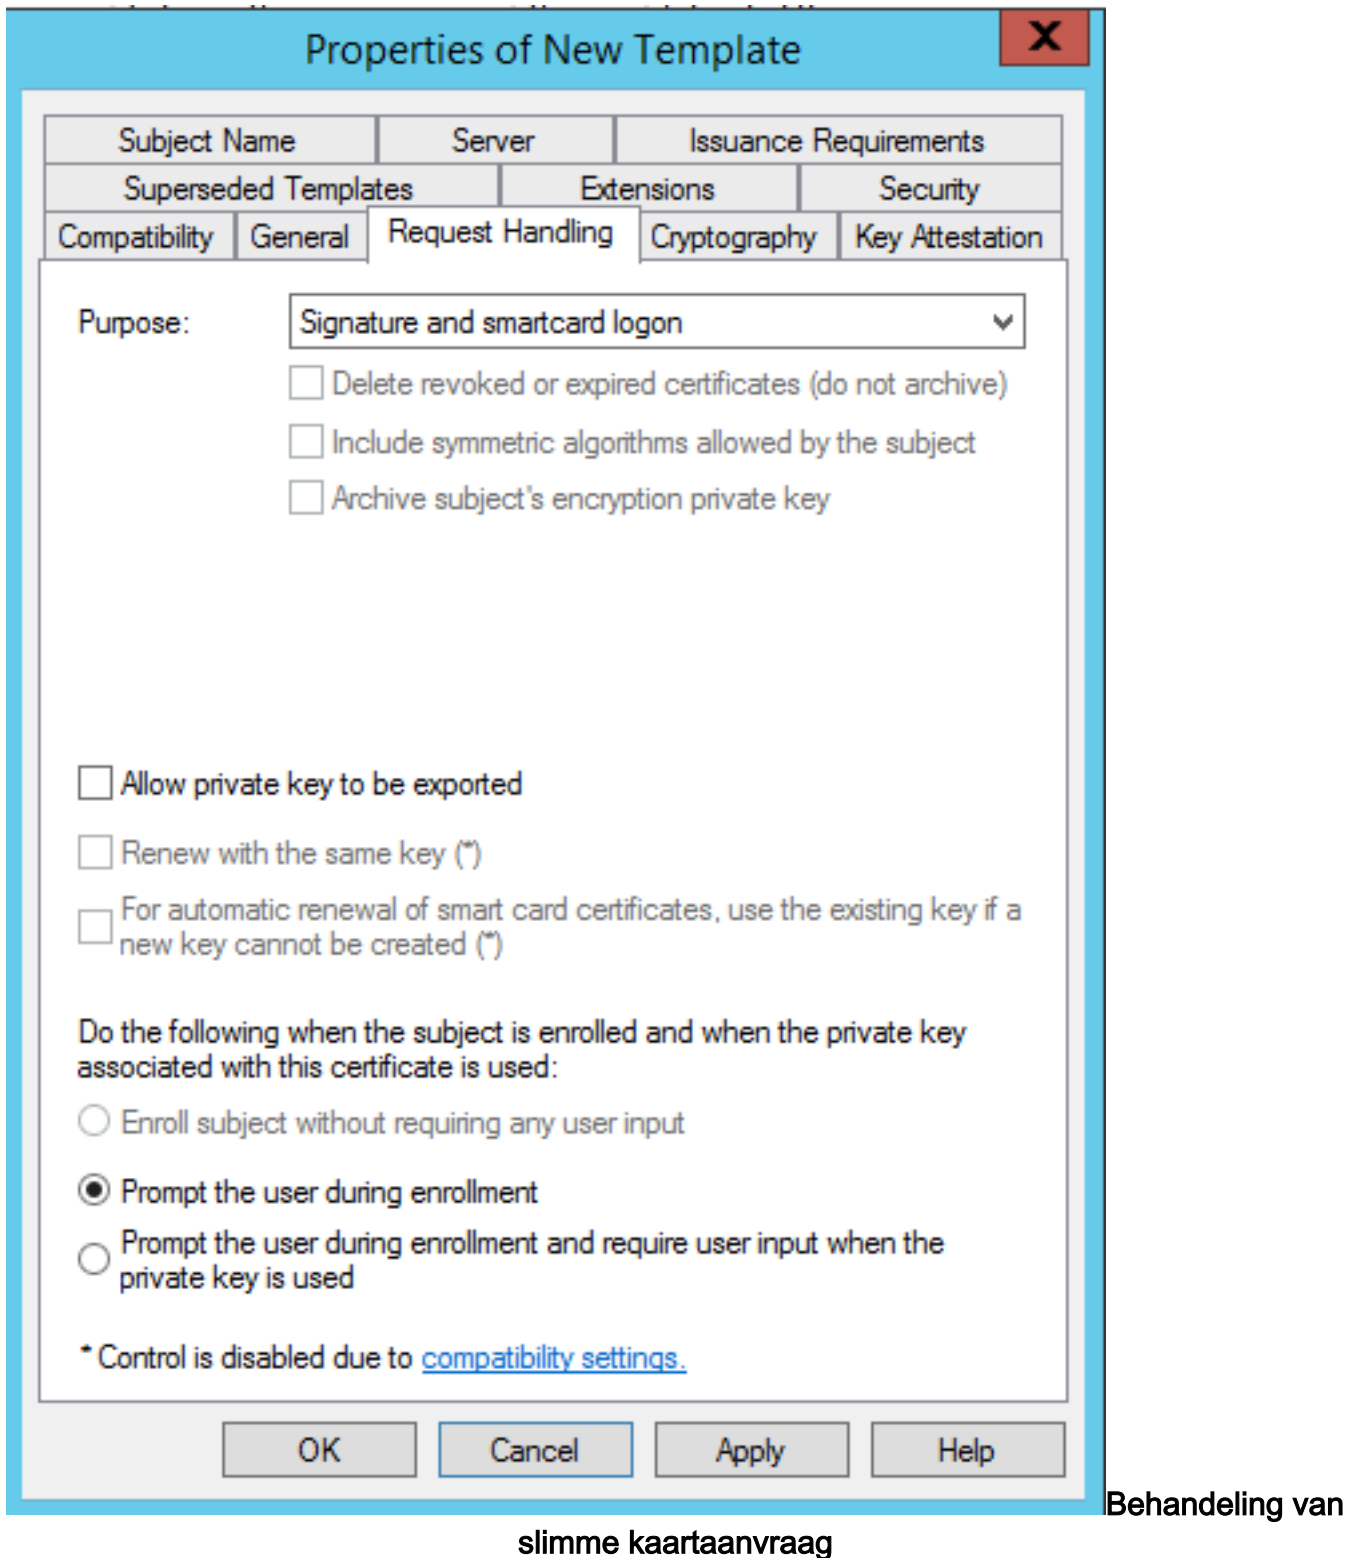 Properties of New Template
X
Subject Name Server Issuance Requirements
Superseded Templates Extensions Security
Compatibility General Request Handling Cryptography Key Attestation
Purpose: Signature and smartcard logon
Delete revoked or expired certificates (do not archive)
Include symmetric algorithms allowed by the subject
Archive subject's encryption private key
Allow private key to be exported
Renew with the same key (*)
For automatic renewal of smart card certificates, use the existing key if a
new key cannot be created (*)
Do the following when the subject is enrolled and when the private key
associated with this certificate is used:
Enroll subject without requiring any user input
Prompt the user during enrollment
Prompt the user during enrollment and require user input when the
private key is used
* Control is disabled due to compatibility settings.
OK Cancel Apply Help
Behandeling van
slimme kaartaanvraag